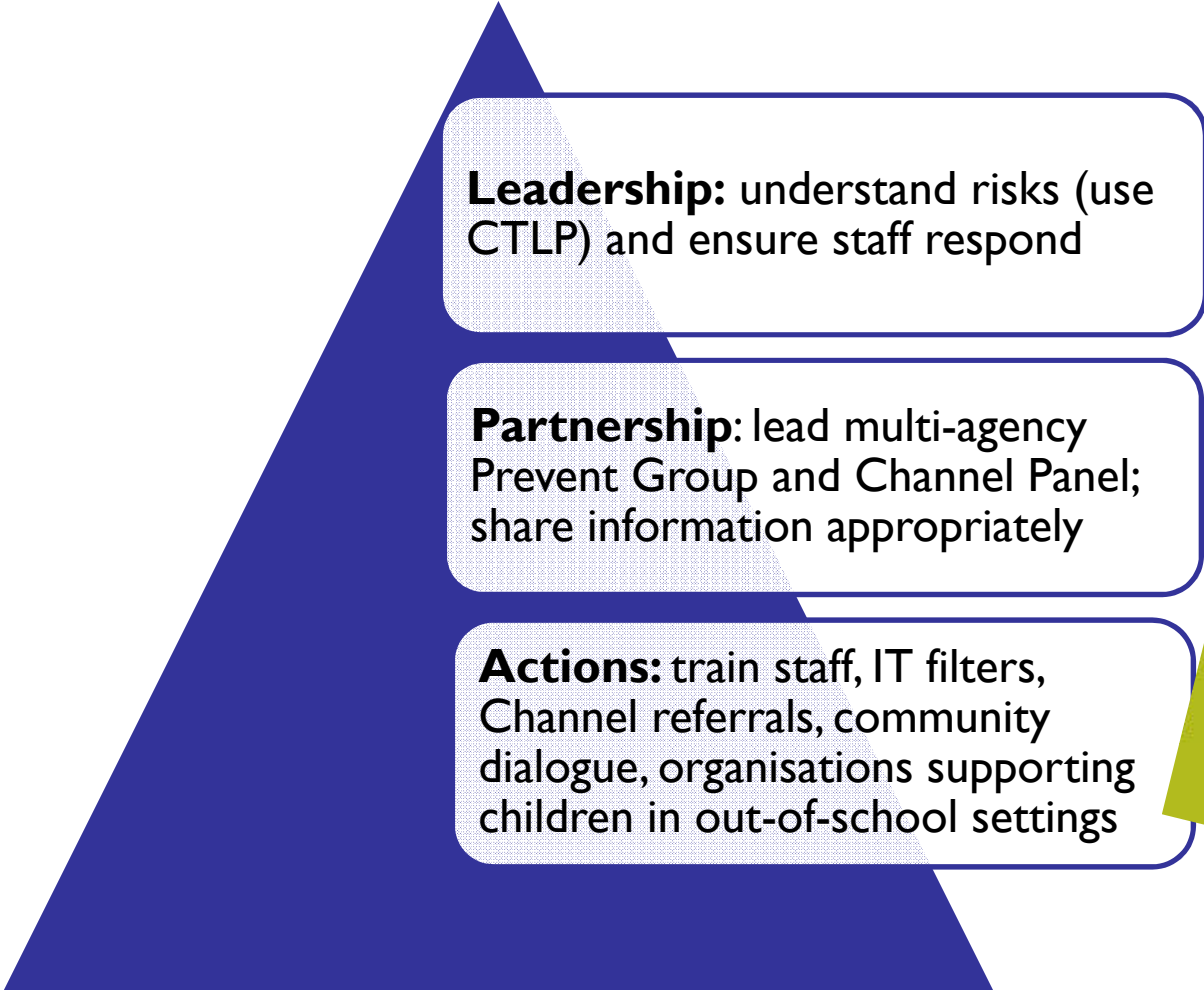 Leadership: understand risks (use
CTLP) and ensure staff respond
Partnership: lead multi-agency
Prevent Group and Channel Panel;
share information appropriately
Actions: train staff, IT filters,
Channel referrals, community
dialogue, organisations supporting
children in out-of-school settings